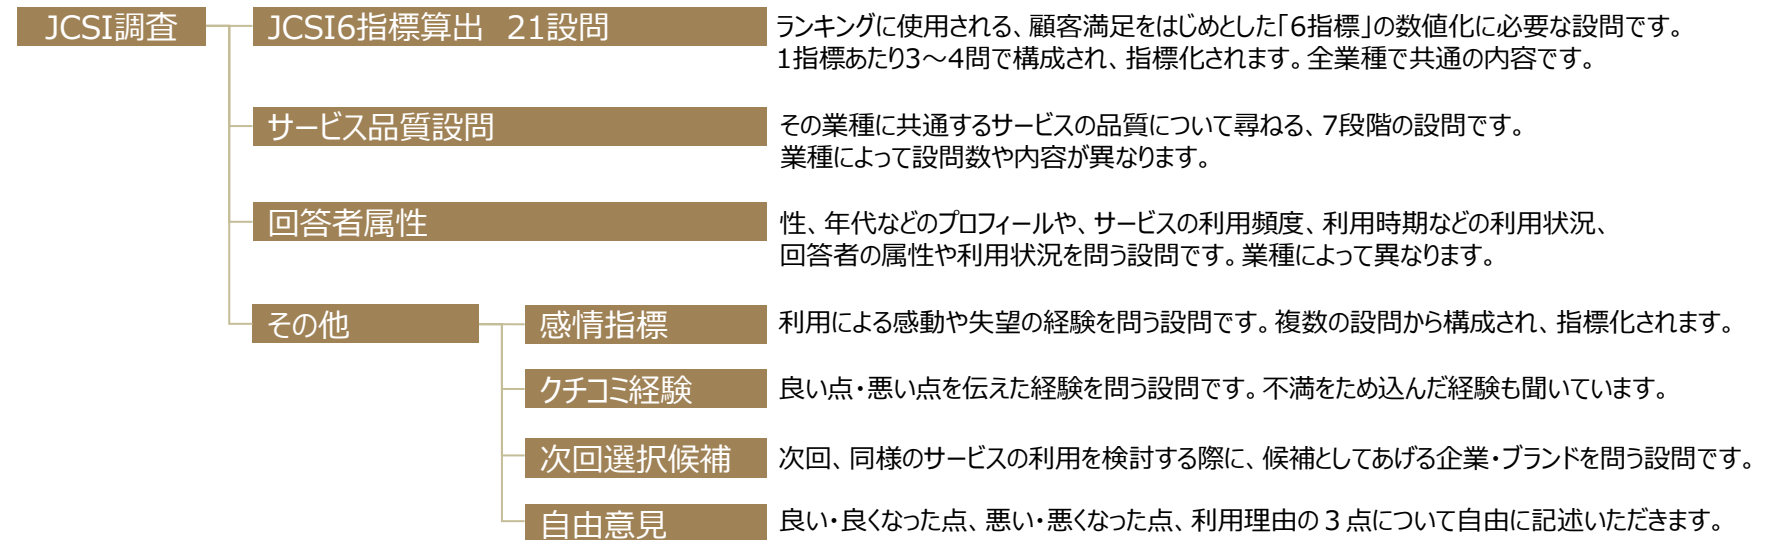 JCSI調査
JCSI6指標算出　21設問
ランキングに使用される、顧客満足をはじめとした「6指標」の数値化に必要な設問です。
1指標あたり3～4問で構成され、指標化されます。全業種で共通の内容です。
サービス品質設問
その業種に共通するサービスの品質について尋ねる、7段階の設問です。
業種によって設問数や内容が異なります。
回答者属性
性、年代などのプロフィールや、サービスの利用頻度、利用時期などの利用状況、
回答者の属性や利用状況を問う設問です。業種によって異なります。
その他
感情指標
利用による感動や失望の経験を問う設問です。複数の設問から構成され、指標化されます。
クチコミ経験
良い点・悪い点を伝えた経験を問う設問です。不満をため込んだ経験も聞いています。
次回選択候補
次回、同様のサービスの利用を検討する際に、候補としてあげる企業・ブランドを問う設問です。
自由意見
良い・良くなった点、悪い・悪くなった点、利用理由の３点について自由に記述いただきます。